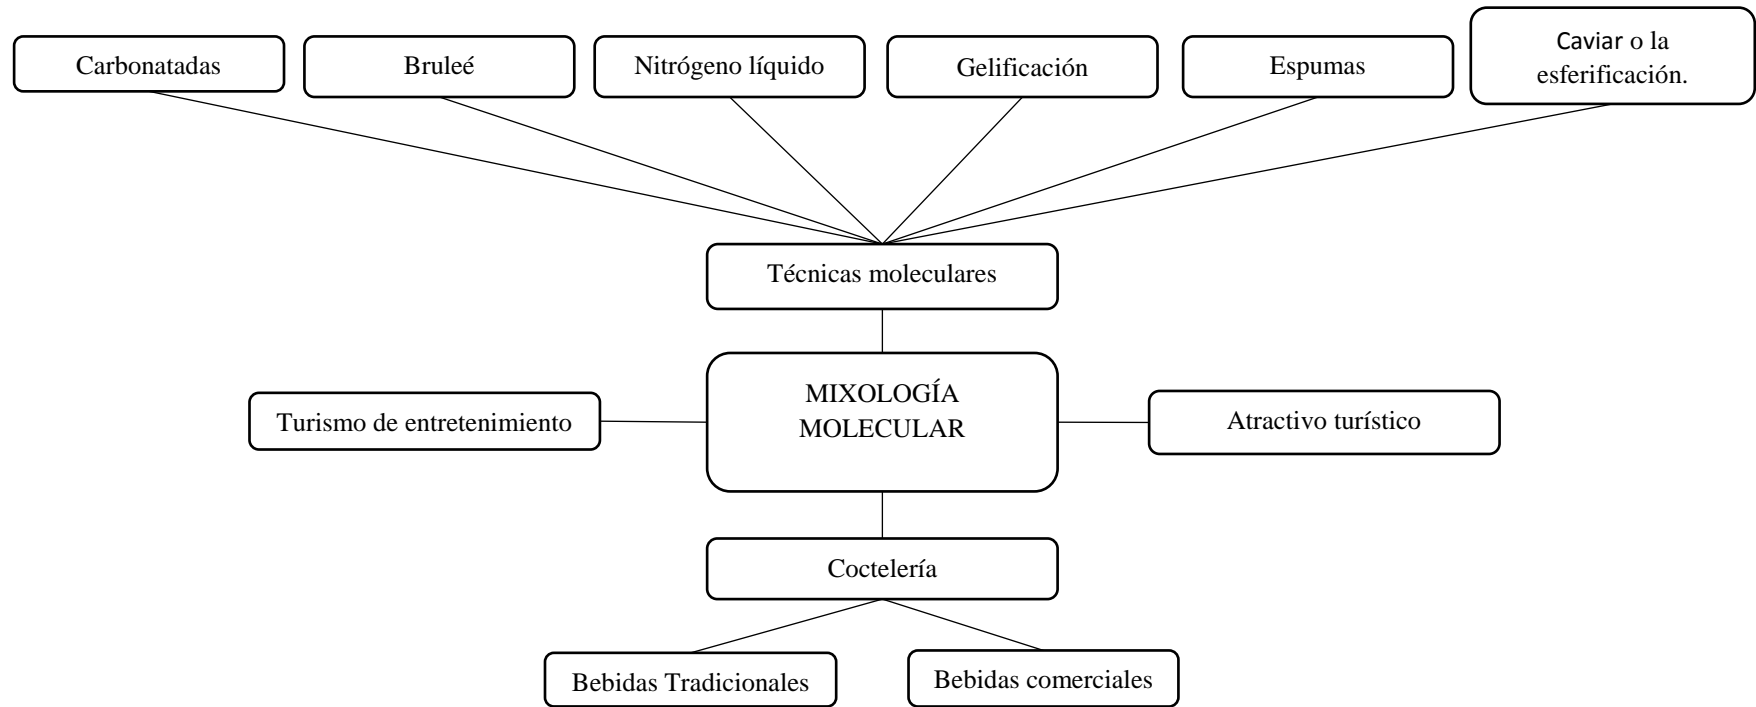 Carbonatadas
Bruleé
Nitrógeno líquido
Gelificación
Espumas
Caviar o la
esferificación.
Técnicas moleculares
MIXOLOGÍA
MOLECULAR
Turismo de entretenimiento
Atractivo turístico
Coctelería
Bebidas Tradicionales
Bebidas comerciales